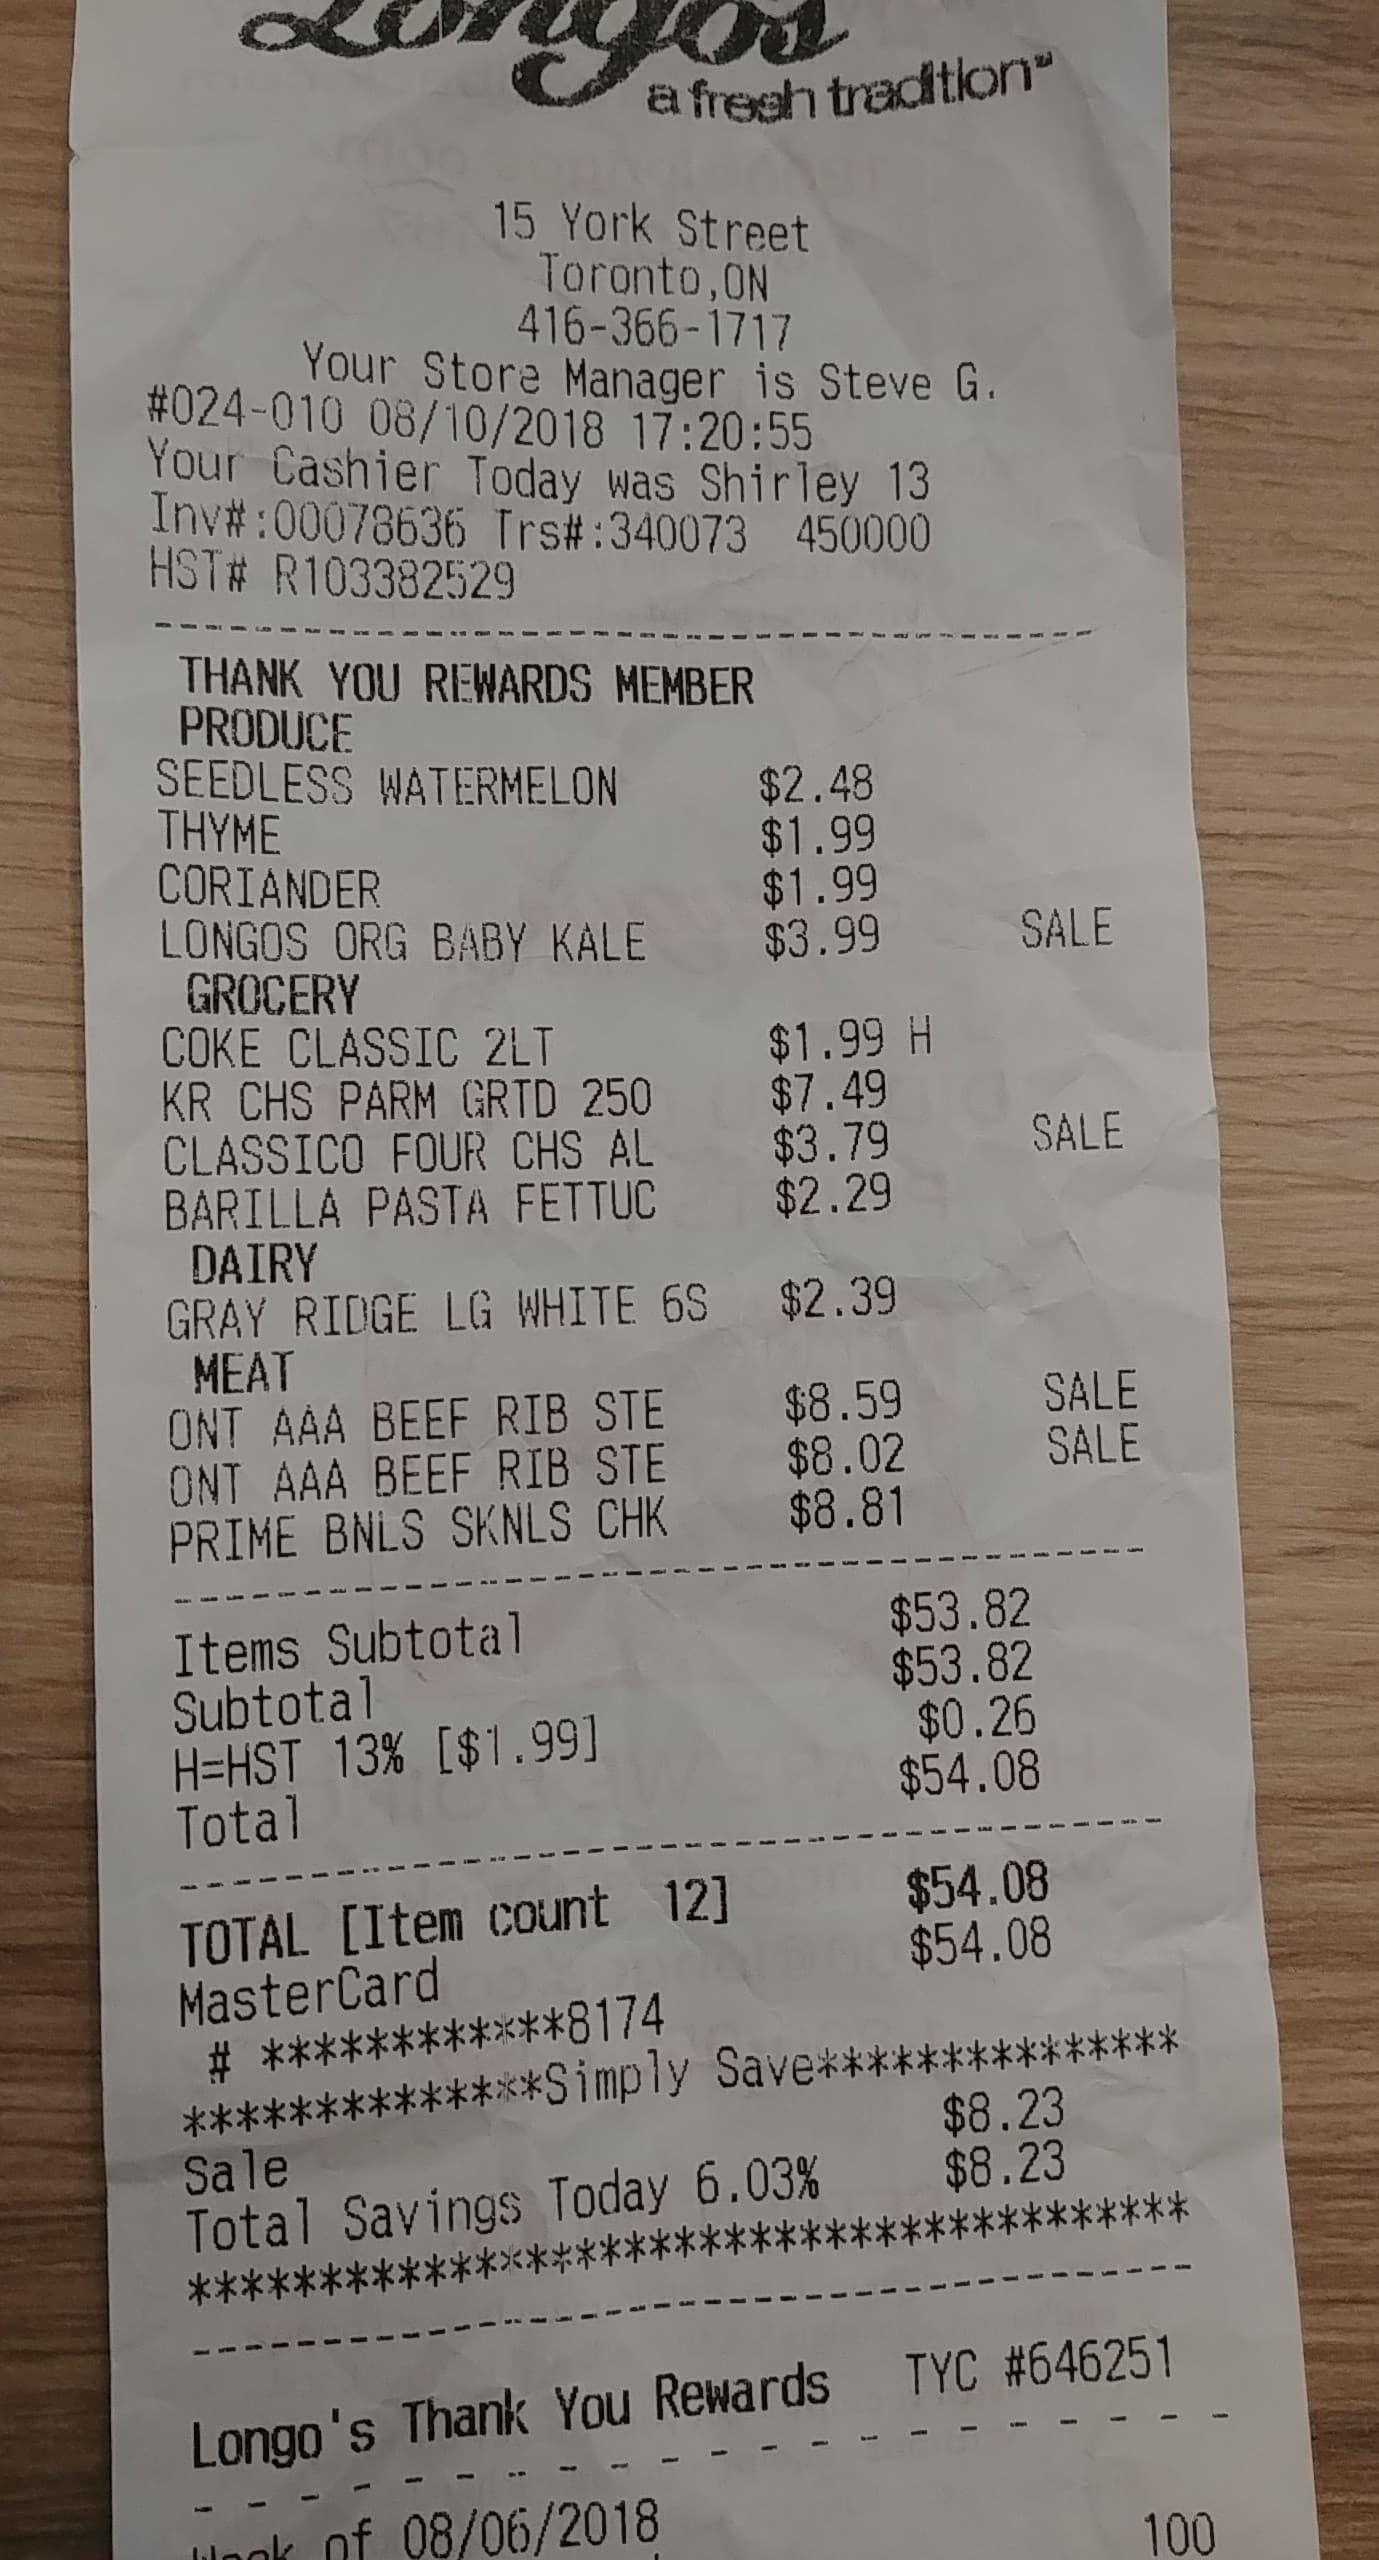 Longos
a fresh tradition™
15 York Street
Toronto,ON
416-366-1717
Your Store Manager is Steve G.
#024-010 08/10/2018 17:20:55
Your Cashier Today was Shirley 13
Inv#:00078636 Trs#:340073 450000
HST# R103382529
THANK YOU REWARDS MEMBER
PRODUCE
SEEDLESS WATERMELON $2.48
THYME $1.99
CORIANDER $1.99
LONGOS ORG BABY KALE $3.99 SALE
GROCERY
COKE CLASSIC 2LT $1.99 H
KR CHS PARM GRTD 250 $7.49
CLASSICO FOUR CHS AL $3.79 SALE
BARILLA PASTA FETTUC $2.29
DAIRY
GRAY RIDGE LG WHITE 6S $2.39
MEAT
ONT AAA BEEF RIB STE $8.59 SALE
ONT AAA BEEF RIB STE $8.02 SALE
PRIME BNLS SKNLS CHK $8.81
Items Subtotal $53.82
Subtotal $53.82
H=HST 13% [$1.99] $0.26
Total $54.08
TOTAL [Item count 12] $54.08
MasterCard $54.08
# ************8174
**************Simply Save**************
Sale $8.23
Total Savings Today 6.03% $8.23
***************************************
Longo's Thank You Rewards TYC #646251
Week of 08/06/2018 100